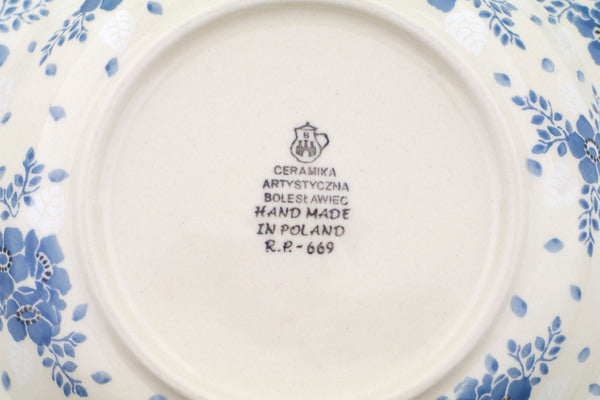 B
CERAMIKA
ARTYSTYCZNA
BOLESŁAWIEC
HAND MADE
IN POLAND
R.P.-669